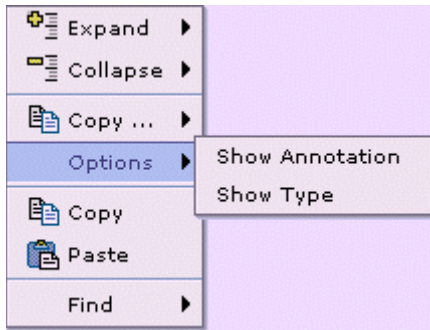 Expand
Collapse
Copy ...
Options
Show Annotation
Show Type
Copy
Paste
Find